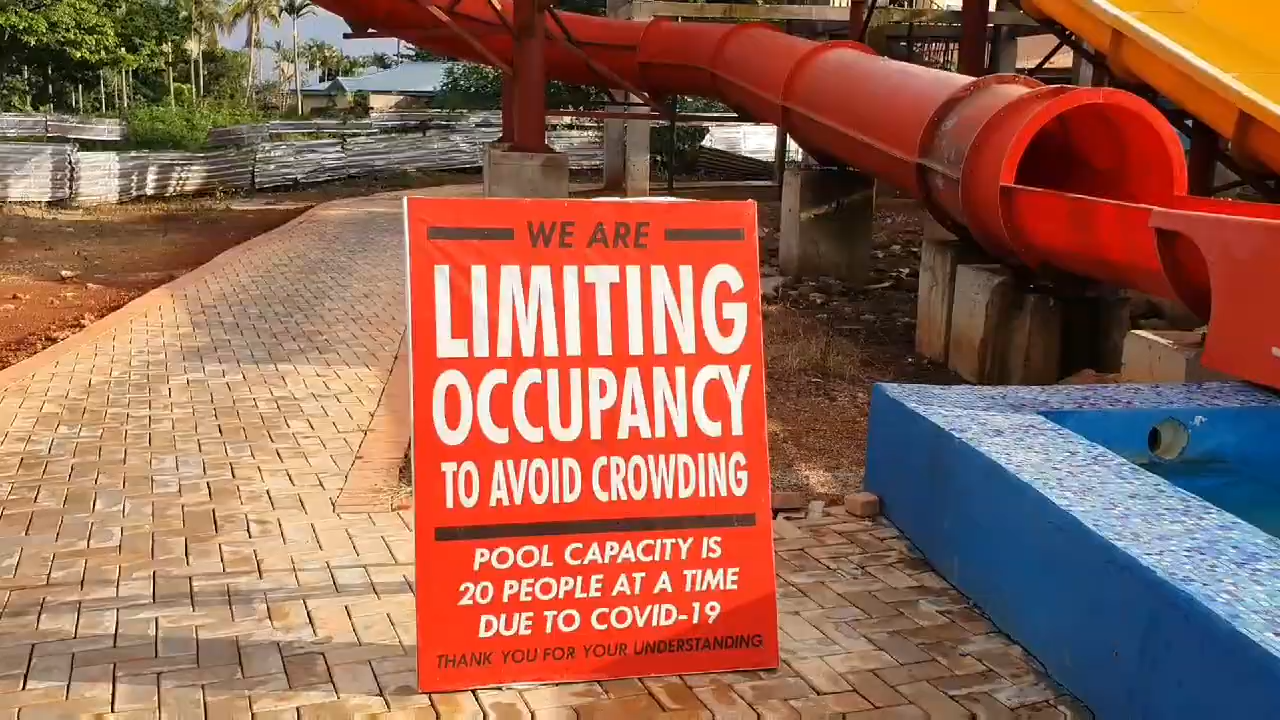 WE ARE
LIMITING
OCCUPANCY
TO AVOID CROWDING
POOL CAPACITY IS
20 PEOPLE AT A TIME
DUE TO COVID-19
THANK YOU FOR YOUR UNDERSTANDING